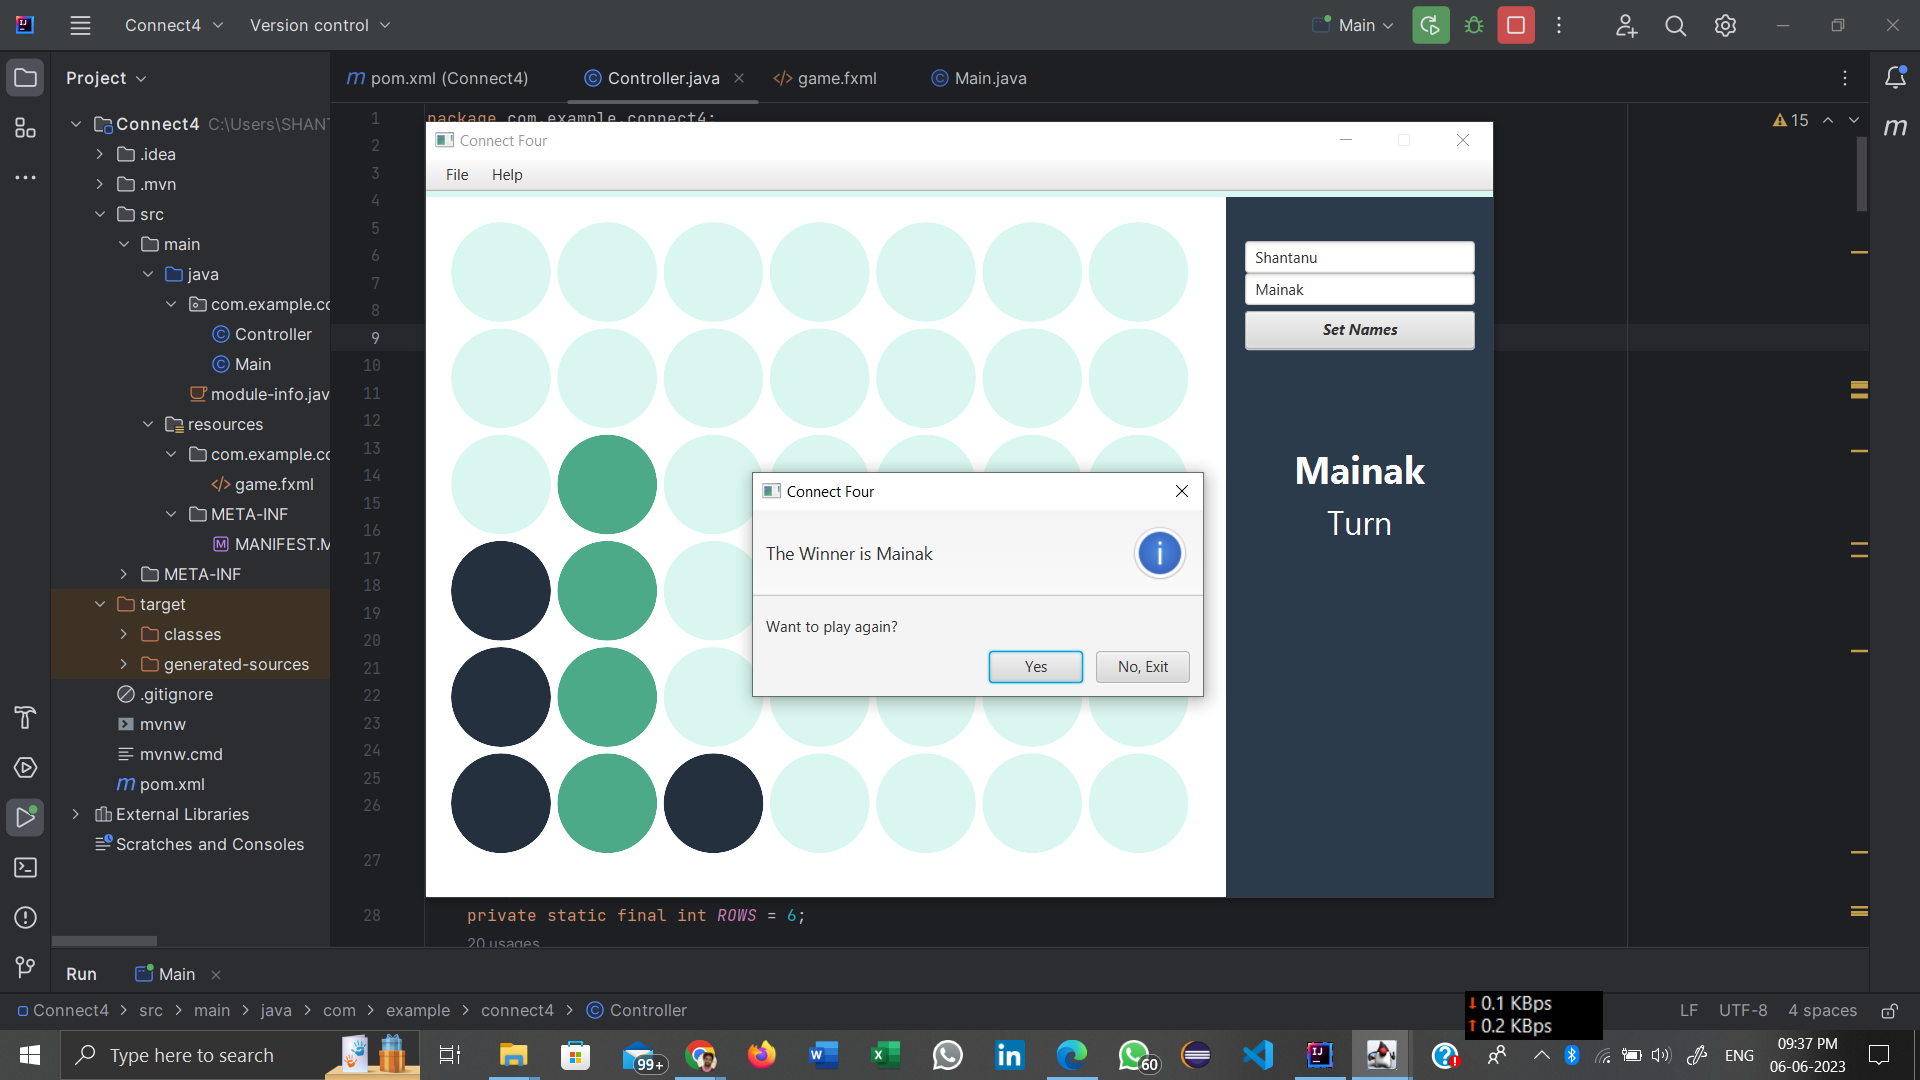 Connect4
Version control
Main
Project
pom.xml (Connect4)
Controller.java
game.fxml
Main.java
Connect4 C:\Users\SHAN
.idea
.mvn
src
main
java
com.example.co
Controller
Main
module-info.jav
resources
com.example.co
game.fxml
META-INF
MANIFEST.M
META-INF
target
classes
generated-sources
.gitignore
mvnw
mvnw.cmd
pom.xml
External Libraries
Scratches and Consoles
1
2
3
4
5
6
7
8
9
10
11
12
13
14
15
16
17
18
19
20
21
22
23
24
25
26
27
28
package com.example.connect4;
15
Connect Four
File Help
Shantanu
Mainak
Set Names
Mainak
Turn
Connect Four
The Winner is Mainak
Want to play again?
Yes
No, Exit
private static final int ROWS = 6;
20 usages
Run
Main
Connect4 > src > main > java > com > example > connect4 > Controller
LF UTF-8 4 spaces
0.1 KBps
0.2 KBps
Type here to search
99+
60
ENG
09:37 PM
06-06-2023